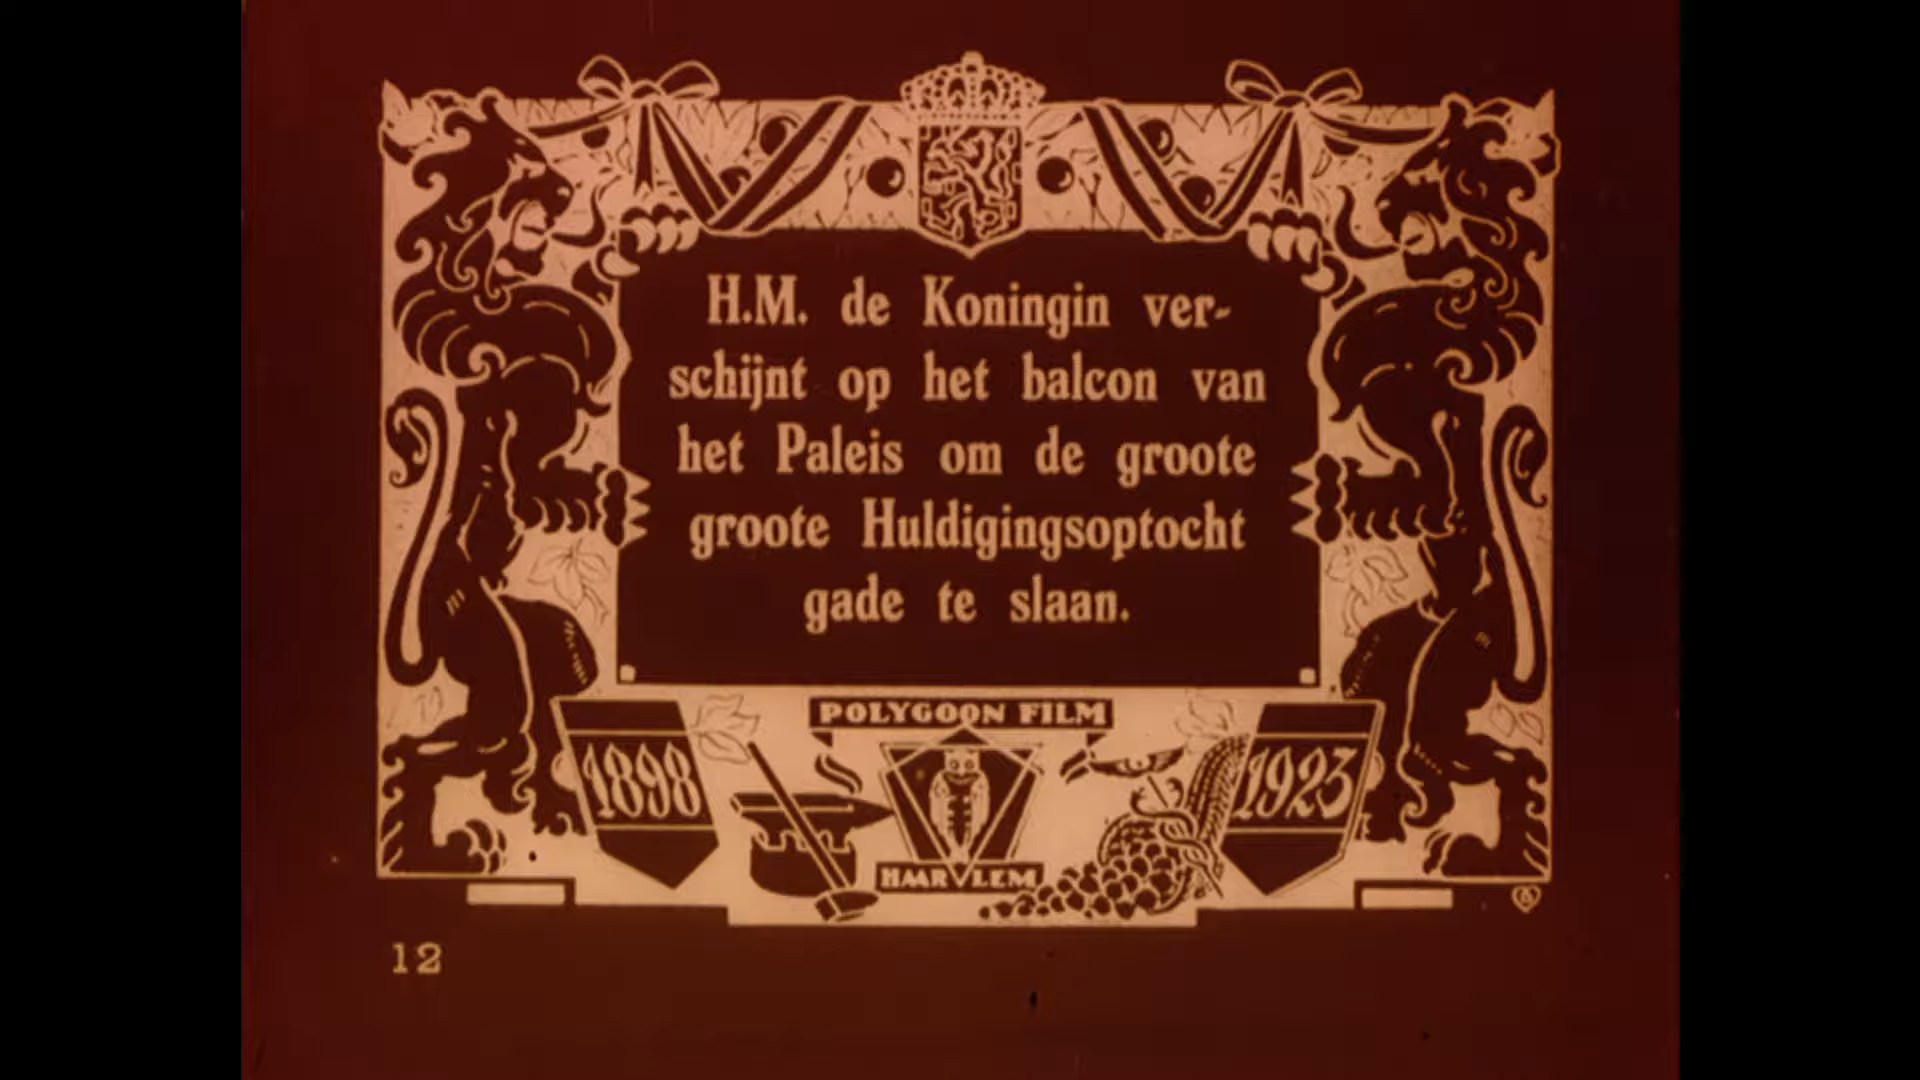 H.M. de Koningin ver-
schijnt op het balcon van
het Paleis om de groote
groote Huldigingsoptocht
gade te slaan.
POLYGOON FILM
1898
1923
HAARLEM
12